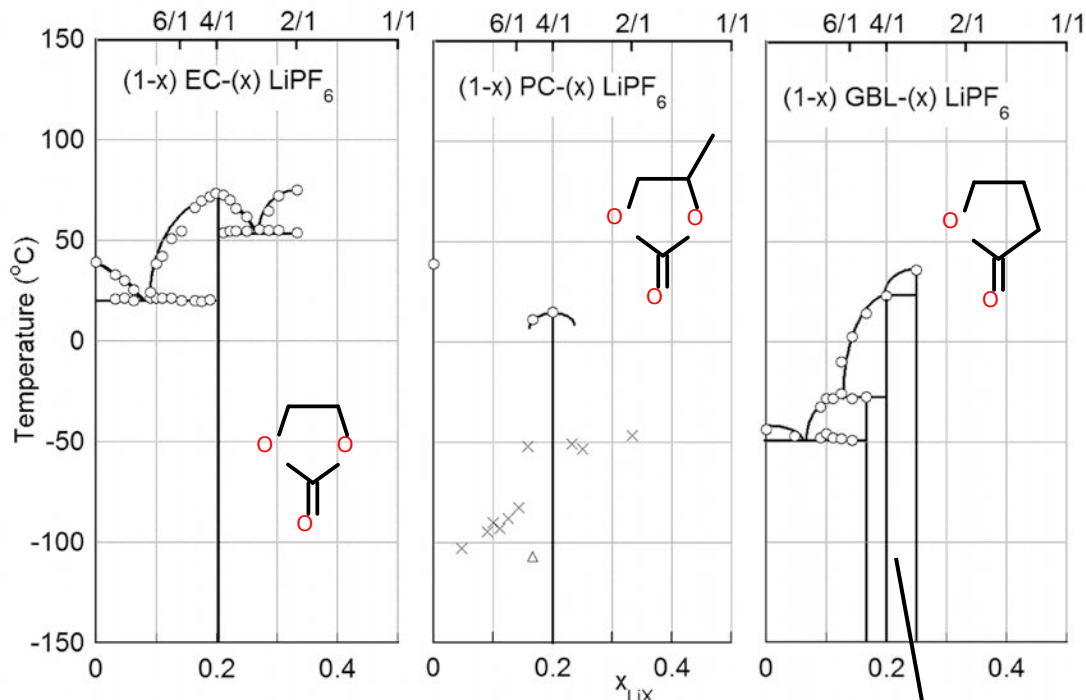 6/1 4/1 2/1 1/1
6/1 4/1 2/1 1/1
6/1 4/1 2/1 1/1
150
100
50
0
-50
-100
-150
Temperature (°C)
(1-x) EC-(x) LiPF6
(1-x) PC-(x) LiPF6
(1-x) GBL-(x) LiPF6
O O
O
O O
O
O
O
0 0.2 0.4
0 0.2 0.4
0 0.2 0.4
xLiX